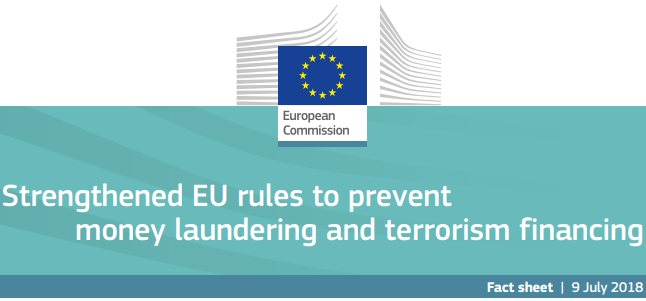 European
Commission
Strengthened EU rules to prevent
money laundering and terrorism financing
Fact sheet | 9 July 2018